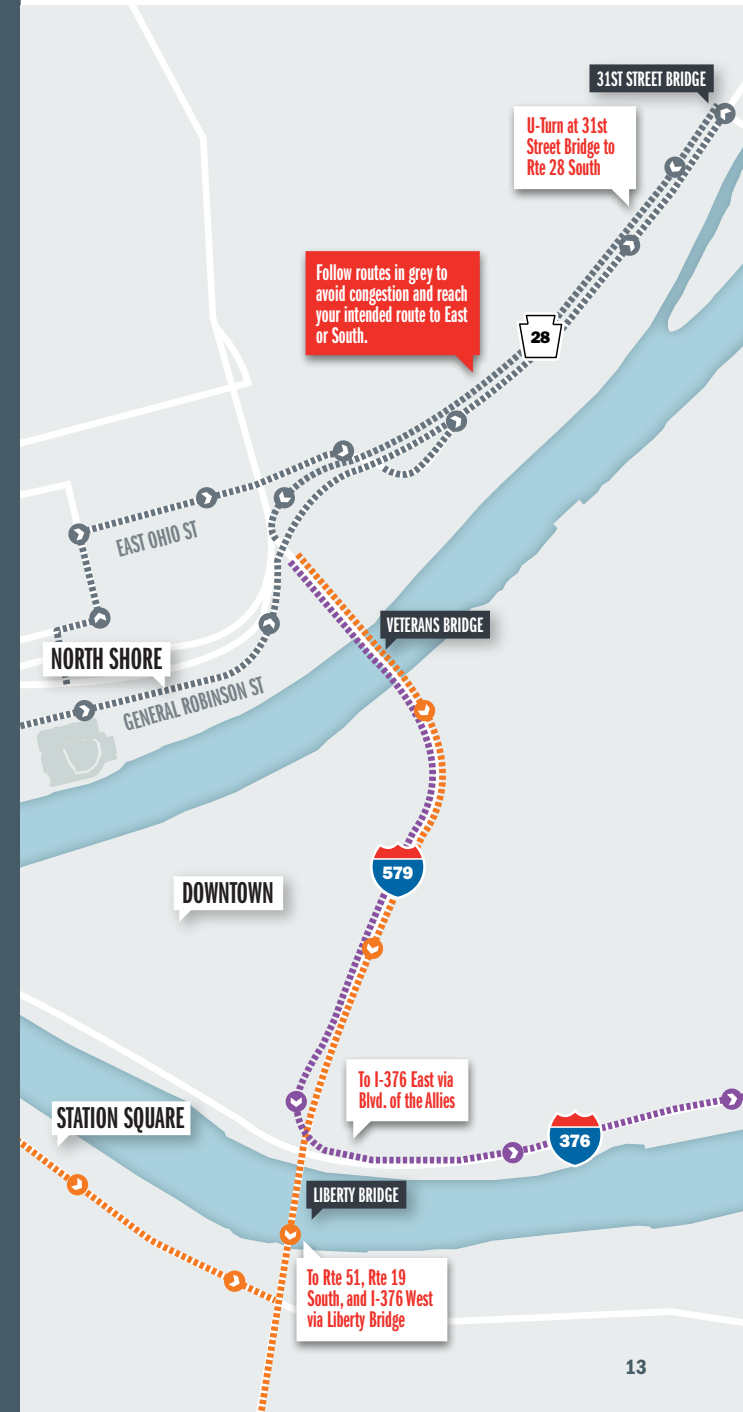 31ST STREET BRIDGE
U-Turn at 31st
Street Bridge to
Rte 28 South
Follow routes in grey to
avoid congestion and reach
your intended route to East
or South.
28
EAST OHIO ST
VETERANS BRIDGE
NORTH SHORE
GENERAL ROBINSON ST
579
DOWNTOWN
To I-376 East via
Blvd. of the Allies
STATION SQUARE
376
LIBERTY BRIDGE
To Rte 51, Rte 19
South, and I-376 West
via Liberty Bridge
13